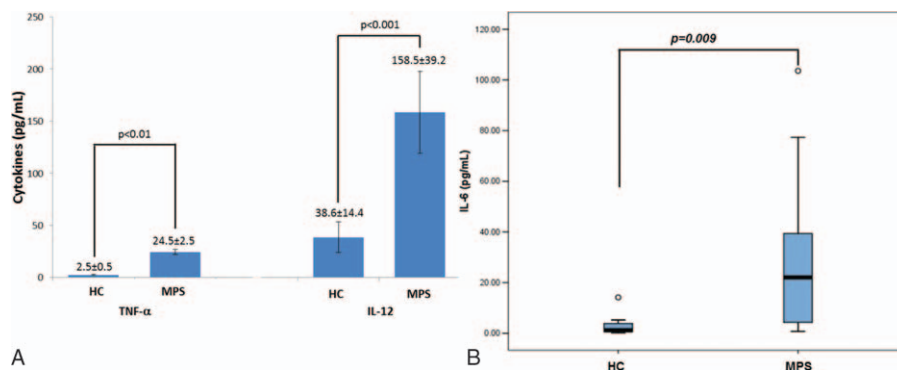 250
200
150
100
50
0
Cytokines (pg/mL)
p<0.01
2.5±0.5
24.5±2.5
p<0.001
38.6±14.4
158.5±39.2
HC
MPS
HC
MPS
TNF-α
IL-12
A
120.00
100.00
80.00
60.00
40.00
20.00
0.00
IL-6 (pg/mL)
p=0.009
HC
MPS
B